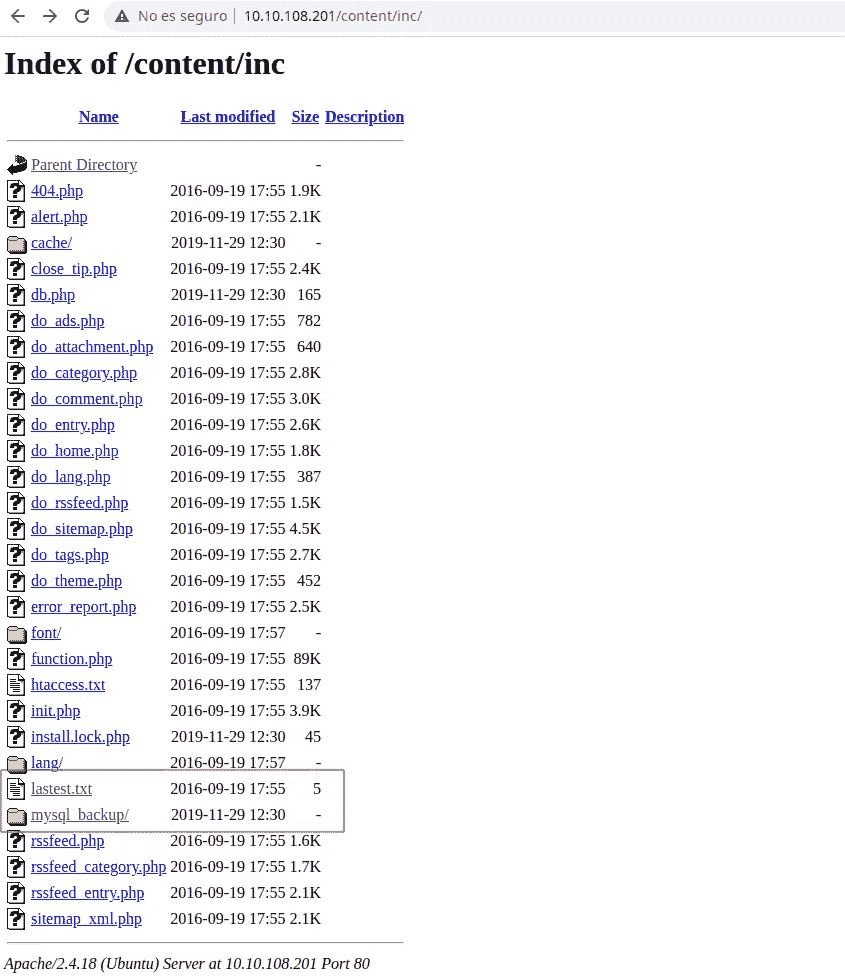 No es seguro | 10.10.108.201/content/inc/
Index of /content/inc
Name Last modified Size Description
Parent Directory -
404.php 2016-09-19 17:55 1.9K
alert.php 2016-09-19 17:55 2.1K
cache/ 2019-11-29 12:30 -
close_tip.php 2016-09-19 17:55 2.4K
db.php 2019-11-29 12:30 165
do_ads.php 2016-09-19 17:55 782
do_attachment.php 2016-09-19 17:55 640
do_category.php 2016-09-19 17:55 2.8K
do_comment.php 2016-09-19 17:55 3.0K
do_entry.php 2016-09-19 17:55 2.6K
do_home.php 2016-09-19 17:55 1.8K
do_lang.php 2016-09-19 17:55 387
do_rssfeed.php 2016-09-19 17:55 1.5K
do_sitemap.php 2016-09-19 17:55 4.5K
do_tags.php 2016-09-19 17:55 2.7K
do_theme.php 2016-09-19 17:55 452
error_report.php 2016-09-19 17:55 2.5K
font/ 2016-09-19 17:57 -
function.php 2016-09-19 17:55 89K
htaccess.txt 2016-09-19 17:55 137
init.php 2016-09-19 17:55 3.9K
install.lock.php 2019-11-29 12:30 45
lang/ 2016-09-19 17:57 -
lastest.txt 2016-09-19 17:55 5
mysql_backup/ 2019-11-29 12:30 -
rssfeed.php 2016-09-19 17:55 1.6K
rssfeed_category.php 2016-09-19 17:55 1.7K
rssfeed_entry.php 2016-09-19 17:55 2.1K
sitemap_xml.php 2016-09-19 17:55 2.1K
Apache/2.4.18 (Ubuntu) Server at 10.10.108.201 Port 80